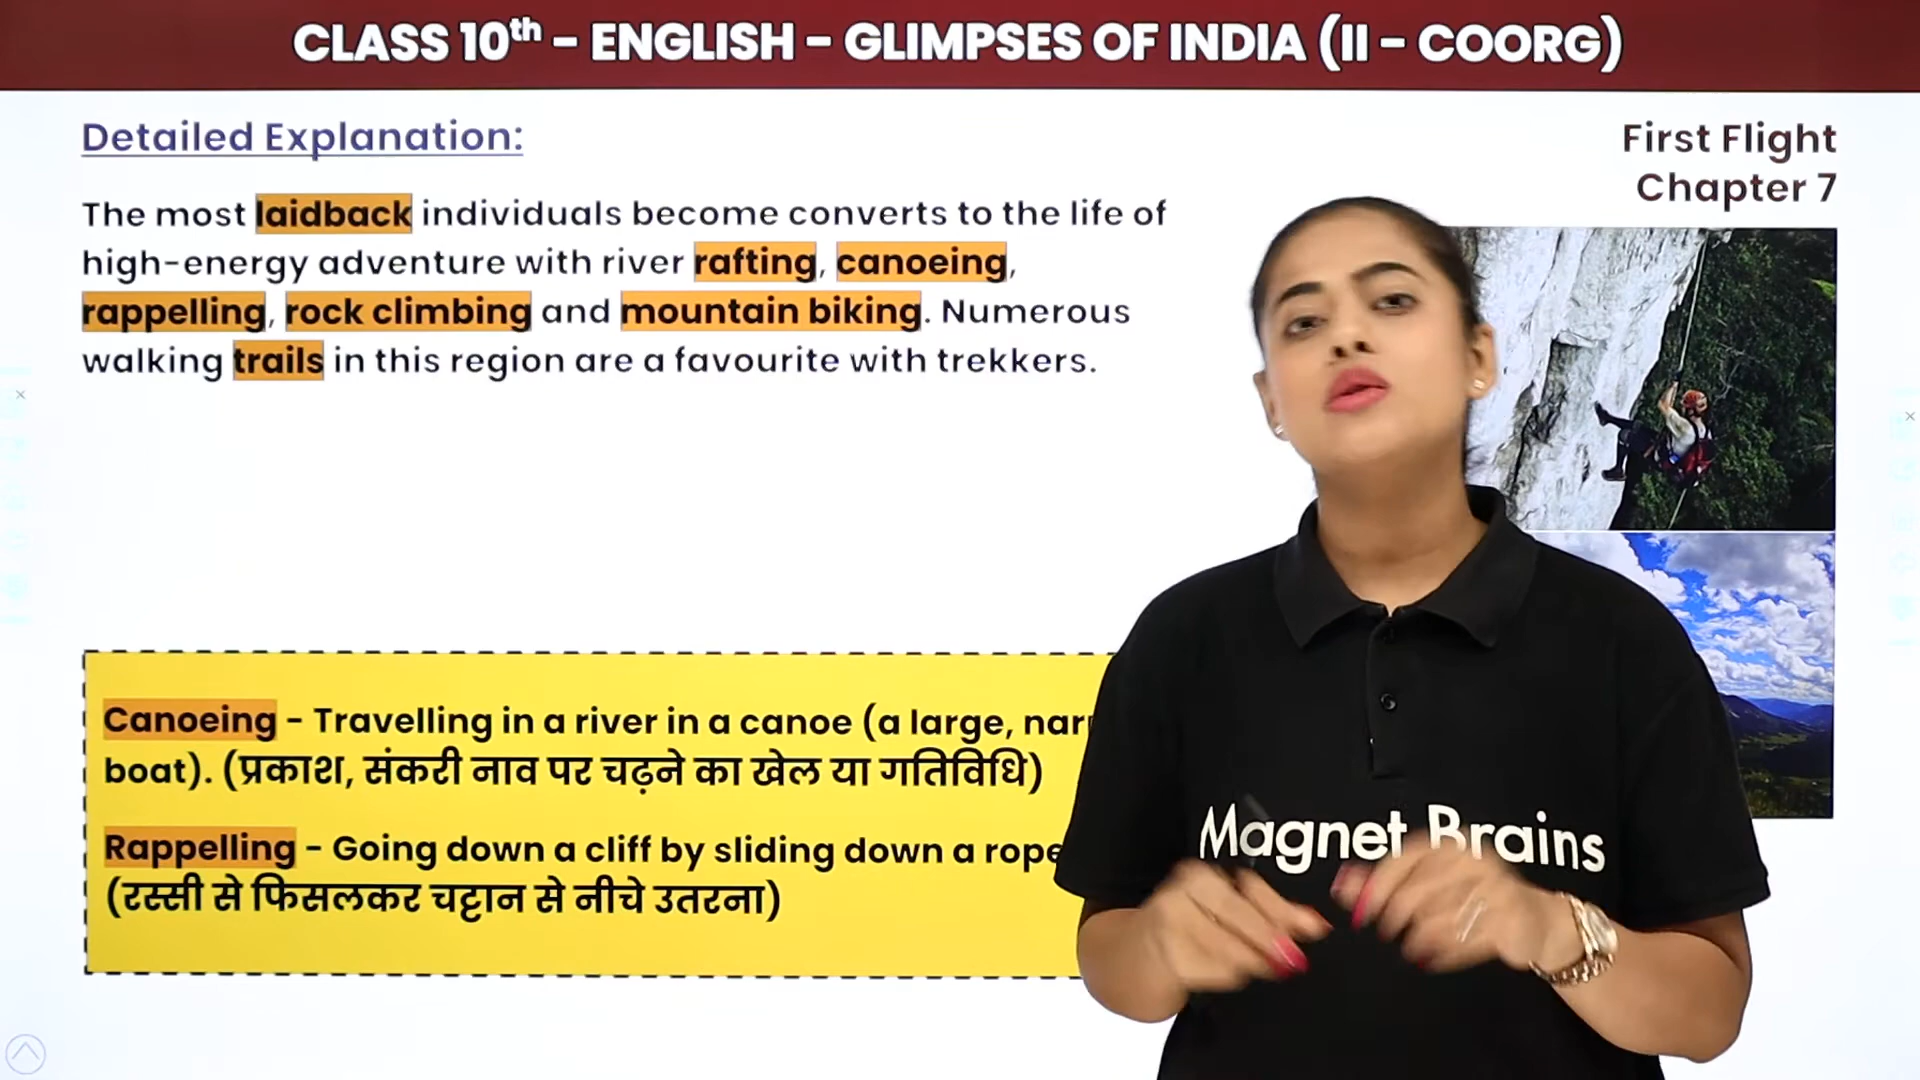 CLASS 10th – ENGLISH – GLIMPSES OF INDIA (II – COORG)
Detailed Explanation:
First Flight
Chapter 7
The most laidback individuals become converts to the life of
high-energy adventure with river rafting, canoeing,
rappelling, rock climbing and mountain biking. Numerous
walking trails in this region are a favourite with trekkers.
Canoeing - Travelling in a river in a canoe (a large,
boat). (प्रकाश, संकरी नाव पर चढ़ने का खेल या गतिविधि)
Rappelling - Going down a cliff by sliding down a rope
(रस्सी से फिसलकर चट्टान से नीचे उतरना)
Magnet Brains